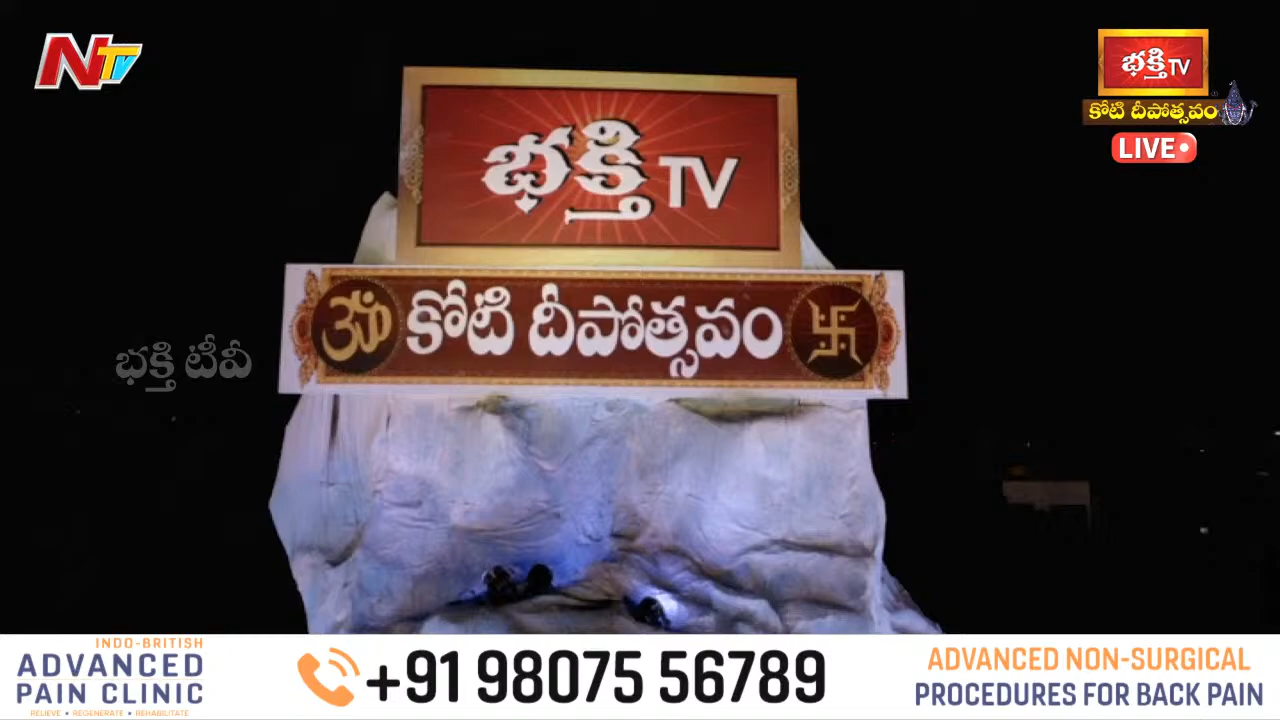 NTV
భక్తి TV
కోటి దీపోత్సవం
LIVE
భక్తి TV
ఓం కోటి దీపోత్సవం 卐
భక్తి టీవీ
INDO-BRITISH
ADVANCED
PAIN CLINIC
RELIEVE • REGENERATE • REHABILITATE
+91 98075 56789
ADVANCED NON-SURGICAL
PROCEDURES FOR BACK PAIN